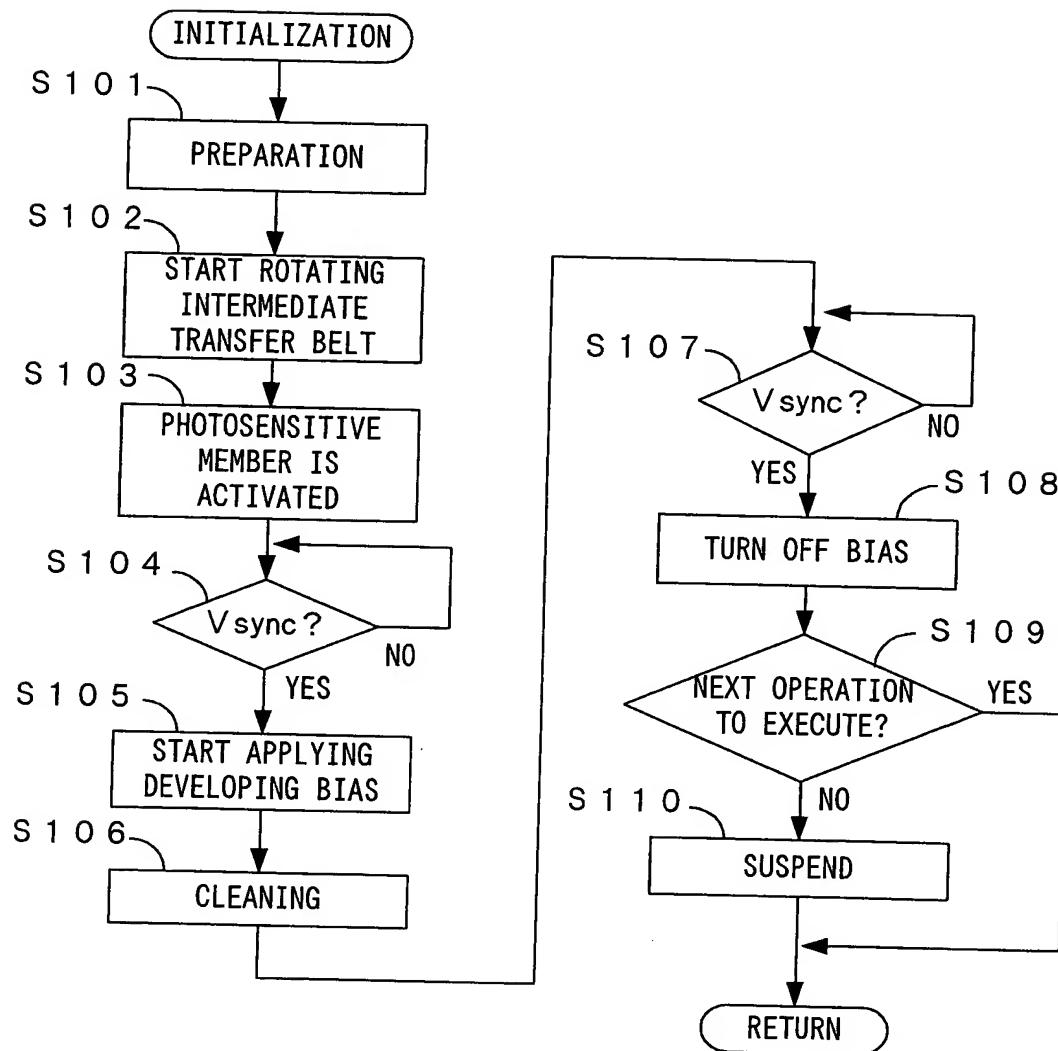 INITIALIZATION
S101
PREPARATION
S102
START ROTATING
INTERMEDIATE
TRANSFER BELT
S103
PHOTOSENSITIVE
MEMBER IS
ACTIVATED
S104
Vsync?
NO
YES
S105
START APPLYING
DEVELOPING BIAS
S106
CLEANING
S107
Vsync?
NO
YES
S108
TURN OFF BIAS
S109
NEXT OPERATION
TO EXECUTE?
YES
NO
S110
SUSPEND
RETURN